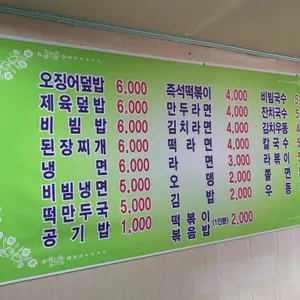 오징어덮밥 6,000
제육덮밥 6,000
비빔밥 6,000
된장찌개 6,000
냉면 5,000
비빔냉면 5,000
떡만두국 5,000
공기밥 1,000
즉석떡볶이 4,000
만두라면 4,000
김치라면 4,000
떡라면 4,000
라면 3,000
오뎅 2,000
김밥 2,000
떡볶이
볶음밥 (1인분) 2,000
비빔국수 5
잔치국수 5
김치우동
칼국수
라볶이
쫄면
우동